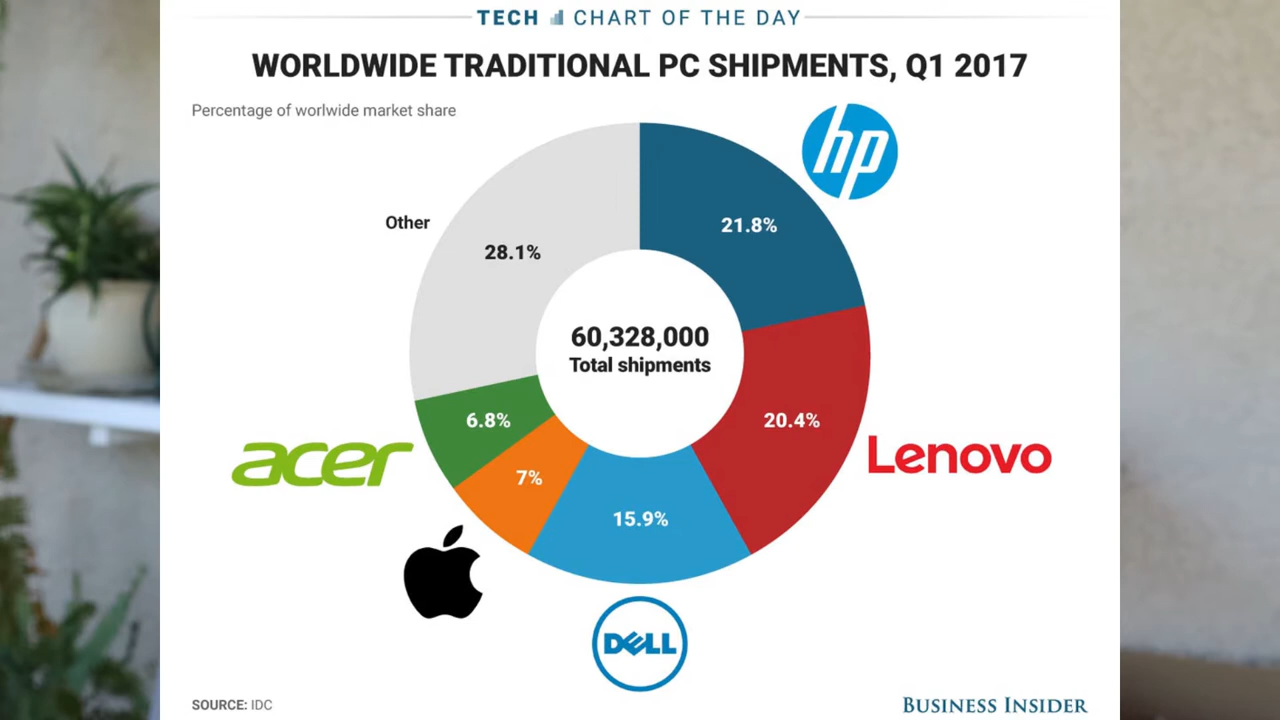 TECH CHART OF THE DAY
WORLDWIDE TRADITIONAL PC SHIPMENTS, Q1 2017
Percentage of worlwide market share
hp
Other
21.8%
28.1%
60,328,000
Total shipments
6.8%
20.4%
acer
Lenovo
7%
15.9%
DELL
SOURCE: IDC
BUSINESS INSIDER